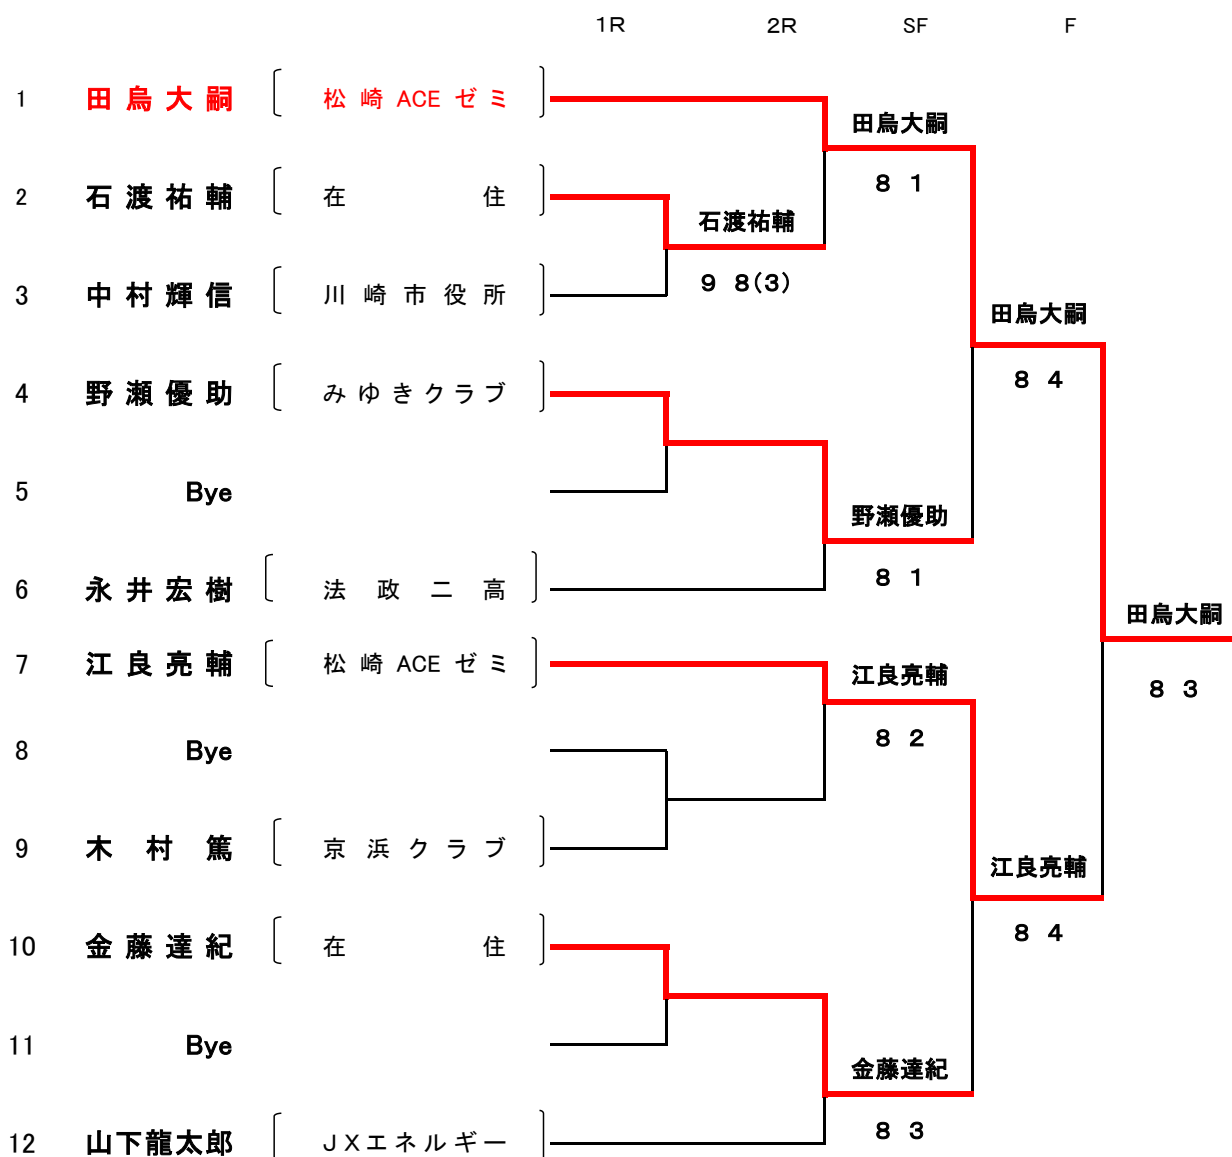 1R 2R SF F
1 田烏大嗣 松崎ACEゼミ
田烏大嗣
8 1
2 石渡祐輔 在住
石渡祐輔
9 8(3)
3 中村輝信 川崎市役所
田烏大嗣
8 4
4 野瀬優助 みゆきクラブ
5 Bye
野瀬優助
8 1
6 永井宏樹 法政二高
田烏大嗣
8 3
7 江良亮輔 松崎ACEゼミ
江良亮輔
8 2
8 Bye
9 木村篤 京浜クラブ
江良亮輔
8 4
10 金藤達紀 在住
11 Bye
金藤達紀
8 3
12 山下龍太郎 JXエネルギー